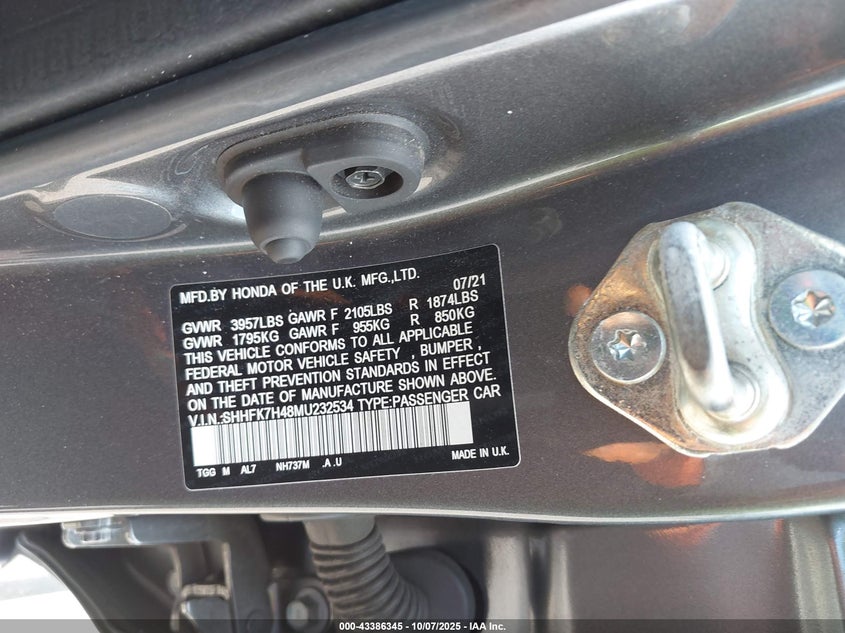 MFD.BY HONDA OF THE U.K. MFG.,LTD. 07/21
GVWR 3957LBS GAWR F 2105LBS R 1874LBS
GVWR 1795KG GAWR F 955KG R 850KG
THIS VEHICLE CONFORMS TO ALL APPLICABLE
FEDERAL MOTOR VEHICLE SAFETY , BUMPER ,
AND THEFT PREVENTION STANDARDS IN EFFECT
ON THE DATE OF MANUFACTURE SHOWN ABOVE.
V.I.N.:SHHFK7H48MU232534 TYPE:PASSENGER CAR
TGG M AL7 NH737M .A .U MADE IN U.K.
000-43386345 - 10/07/2025 - © IAA Inc.